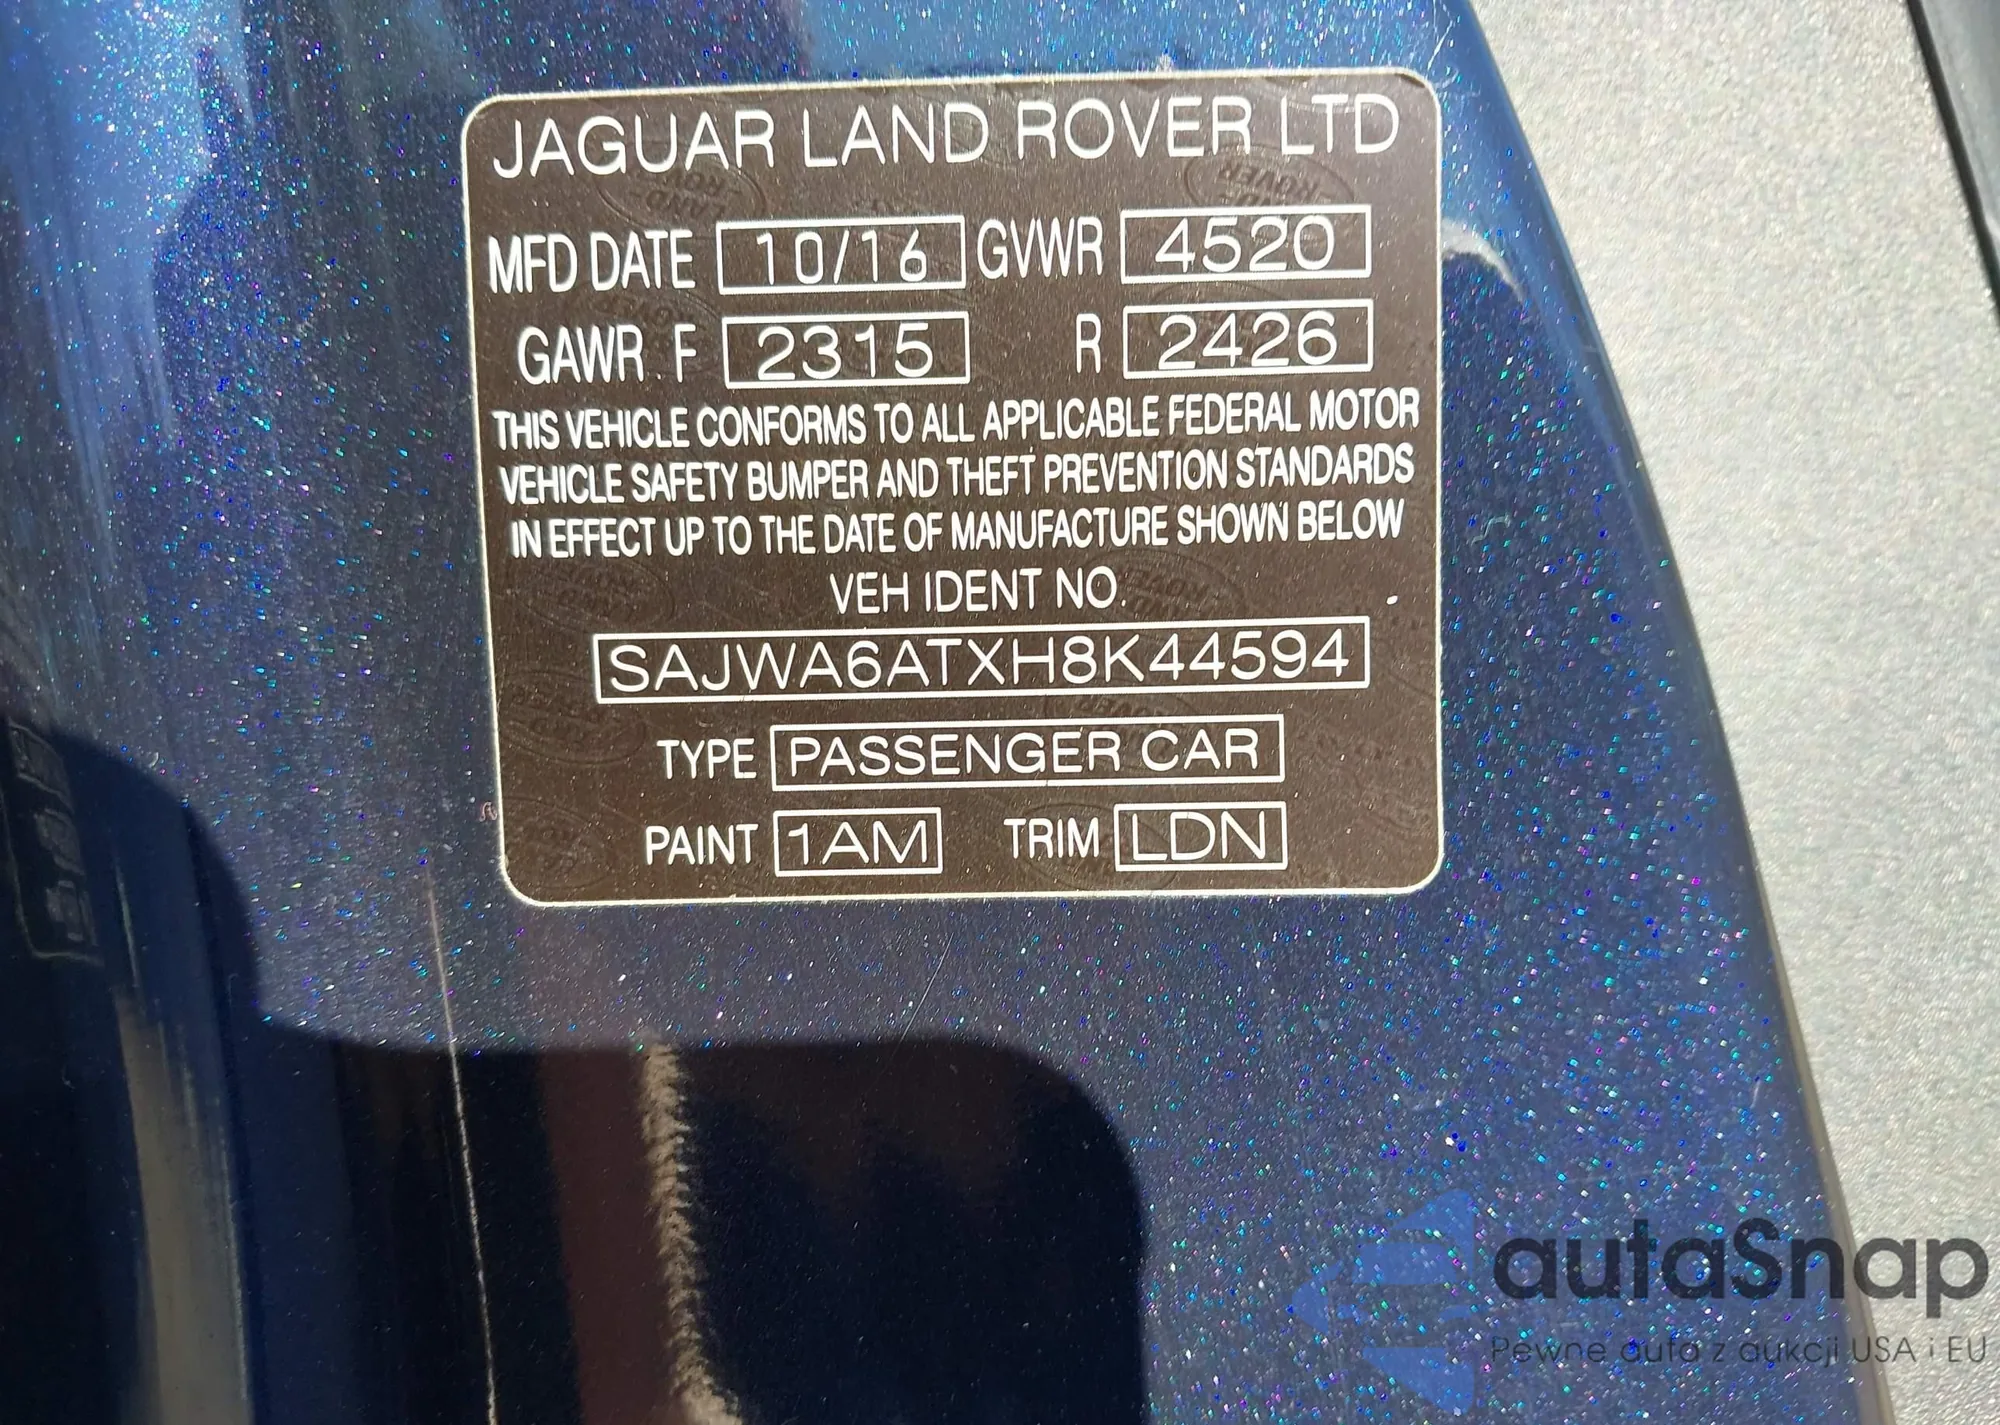 JAGUAR LAND ROVER LTD
MFD DATE 10/16 GVWR 4520
GAWR F 2315 R 2426
THIS VEHICLE CONFORMS TO ALL APPLICABLE FEDERAL MOTOR
VEHICLE SAFETY BUMPER AND THEFT PREVENTION STANDARDS
IN EFFECT UP TO THE DATE OF MANUFACTURE SHOWN BELOW
VEH IDENT NO.
SAJWA6ATXH8K44594
TYPE PASSENGER CAR
PAINT 1AM TRIM LDN
autaSnap
Pewne auta z aukcji USA i EU